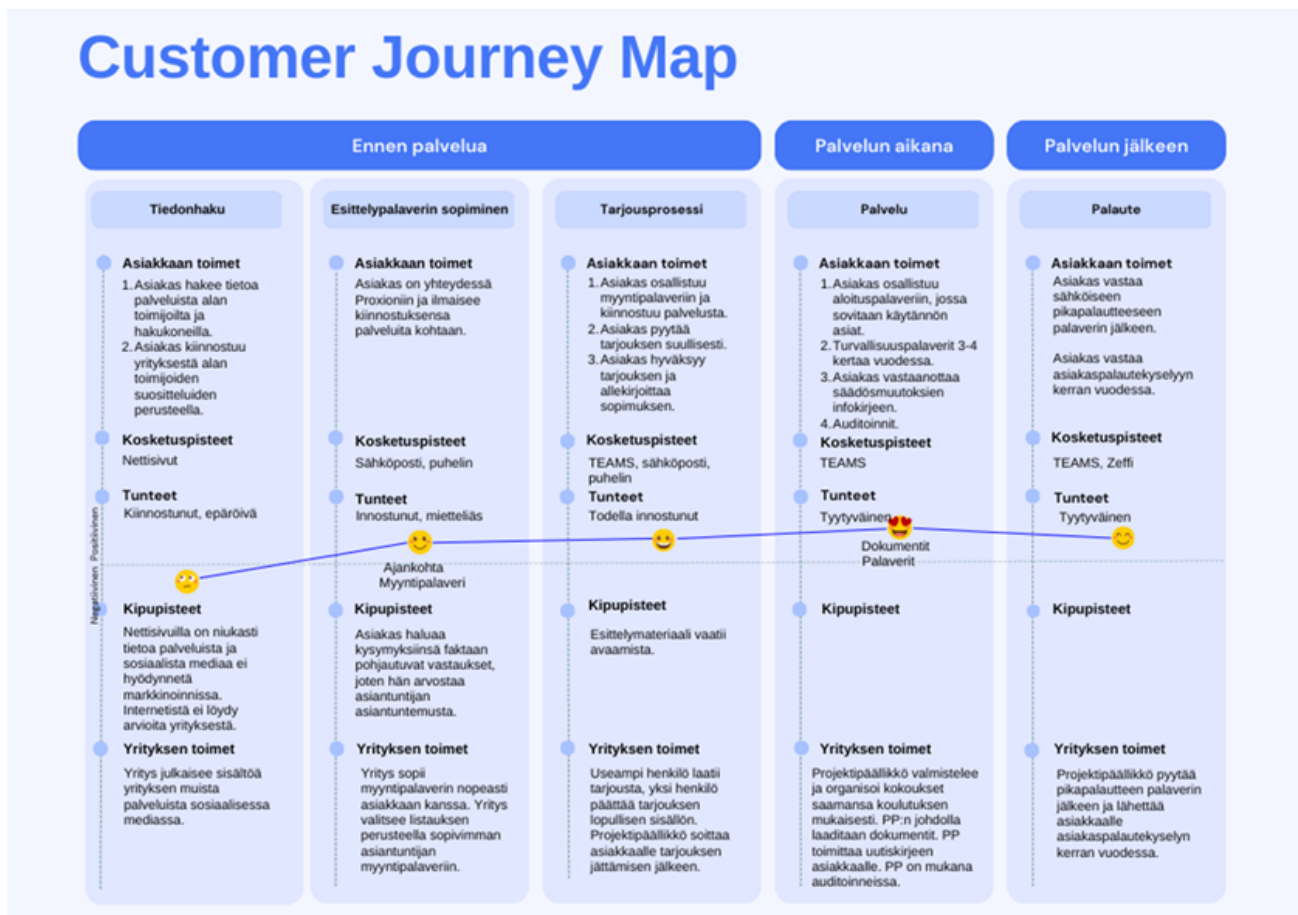 Customer Journey Map
Ennen palvelua
Palvelun aikana
Palvelun jälkeen
Tiedonhaku
Asiakkaan toimet
1. Asiakas hakee tietoa
palveluista alan
toimijoilta ja
hakukoneilla.
2. Asiakas kiinnostuu
yrityksestä alan
toimijoiden
suositteluiden
perusteella.
Kosketuspisteet
Nettisivut
Tunteet
Kiinnostunut, epäröivä
Positiivinen
Negatiivinen
Kipupisteet
Nettisivuilla on niukasti
tietoa palveluista ja
sosiaalista mediaa ei
hyödynnetä
markkinoinnissa.
Internetistä ei löydy
arvioita yrityksestä.
Yrityksen toimet
Yritys julkaisee sisältöä
yrityksen muista
palveluista sosiaalisessa
mediassa.
Esittelypalaverin sopiminen
Asiakkaan toimet
Asiakas on yhteydessä
Proxioniin ja ilmaisee
kiinnostuksensa
palveluita kohtaan.
Kosketuspisteet
Sähköposti, puhelin
Tunteet
Innostunut, mietteliäs
Ajankohta
Myyntipalaveri
Kipupisteet
Asiakas haluaa
kysymyksiinsä faktaan
pohjautuvat vastaukset,
joten hän arvostaa
asiantuntijan
asiantuntemusta.
Yrityksen toimet
Yritys sopii
myyntipalaverin nopeasti
asiakkaan kanssa. Yritys
valitsee listauksen
perusteella sopivimman
asiantuntijan
myyntipalaveriin.
Tarjousprosessi
Asiakkaan toimet
1. Asiakas osallistuu
myyntipalaveriin ja
kiinnostuu palvelusta.
2. Asiakas pyytää
tarjouksen suullisesti.
3. Asiakas hyväksyy
tarjouksen ja
allekirjoittaa
sopimuksen.
Kosketuspisteet
TEAMS, sähköposti,
puhelin
Tunteet
Todella innostunut
Kipupisteet
Esittelymateriaali vaatii
avaamista.
Yrityksen toimet
Useampi henkilö laatii
tarjousta, yksi henkilö
päättää tarjouksen
lopullisen sisällön.
Projektipäällikkö soittaa
asiakkaalle tarjouksen
jättämisen jälkeen.
Palvelu
Asiakkaan toimet
1. Asiakas osallistuu
aloituspalaveriin, jossa
sovitaan käytännön
asiat.
2. Turvallisuuspalaverit 3-4
kertaa vuodessa.
3. Asiakas vastaanottaa
säädösmuutoksien
infokirjeen.
4. Auditoinnit.
Kosketuspisteet
TEAMS
Tunteet
Tyytyväinen
Dokumentit
Palaverit
Kipupisteet
Yrityksen toimet
Projektipäällikkö valmistelee
ja organisoi kokoukset
saamansa koulutuksen
mukaisesti. PP:n johdolla
laaditaan dokumentit. PP
toimittaa uutiskirjeen
asiakkaalle. PP on mukana
auditoinneissa.
Palaute
Asiakkaan toimet
Asiakas vastaa
sähköiseen
pikapalautteeseen
palaverin jälkeen.
Asiakas vastaa
asiakaspalautekyselyyn
kerran vuodessa.
Kosketuspisteet
TEAMS, Zeffi
Tunteet
Tyytyväinen
Kipupisteet
Yrityksen toimet
Projektipäällikkö pyytää
pikapalautteen palaverin
jälkeen ja lähettää
asiakkaalle
asiakaspalautekyselyn
kerran vuodessa.